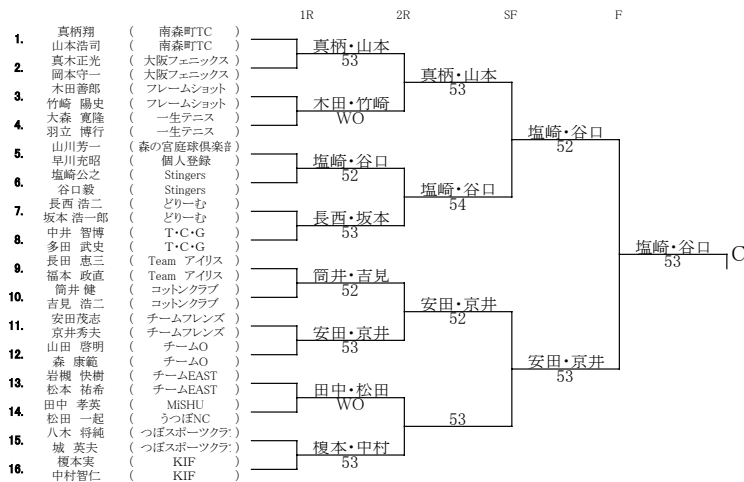 1R 2R SF F
1. 真柄翔 ( 南森町TC )
山本浩司 ( 南森町TC )
2. 真木正光 ( 大阪フェニックス )
岡本守一 ( 大阪フェニックス )
3. 木田善郎 ( フレームショット )
竹崎 陽史 ( フレームショット )
4. 大森 寛隆 ( 一生テニス )
羽立 博行 ( 一生テニス )
5. 山川芳一 ( 森の宮庭球倶楽部
早川充昭 ( 個人登録 )
6. 塩崎公之 ( Stingers )
谷口毅 ( Stingers )
7. 長西 浩二 ( どりーむ )
坂本 浩一郎 ( どりーむ )
8. 中井 智博 ( T・C・G )
多田 武史 ( T・C・G )
9. 長田 恵三 ( Team アイリス )
福本 政直 ( Team アイリス )
10. 筒井 健 ( コットンクラブ )
吉見 浩二 ( コットンクラブ )
11. 安田茂志 ( チームフレンズ )
京井秀夫 ( チームフレンズ )
12. 山田 啓明 ( チームO )
森 康範 ( チームO )
13. 岩槻 快樹 ( チームEAST )
松本 祐希 ( チームEAST )
14. 田中 孝英 ( MiSHU )
松田 一起 ( うつぼNC )
15. 八木 将純 ( つぼスポーツクラ )
城 英夫 ( つぼスポーツクラ )
16. 榎本実 ( KIF )
中村智仁 ( KIF )
真柄・山本
53
木田・竹崎
WO
塩崎・谷口
52
長西・坂本
53
筒井・吉見
52
安田・京井
53
田中・松田
WO
榎本・中村
53
真柄・山本
53
塩崎・谷口
54
安田・京井
52
53
塩崎・谷口
52
安田・京井
53
塩崎・谷口
53
C